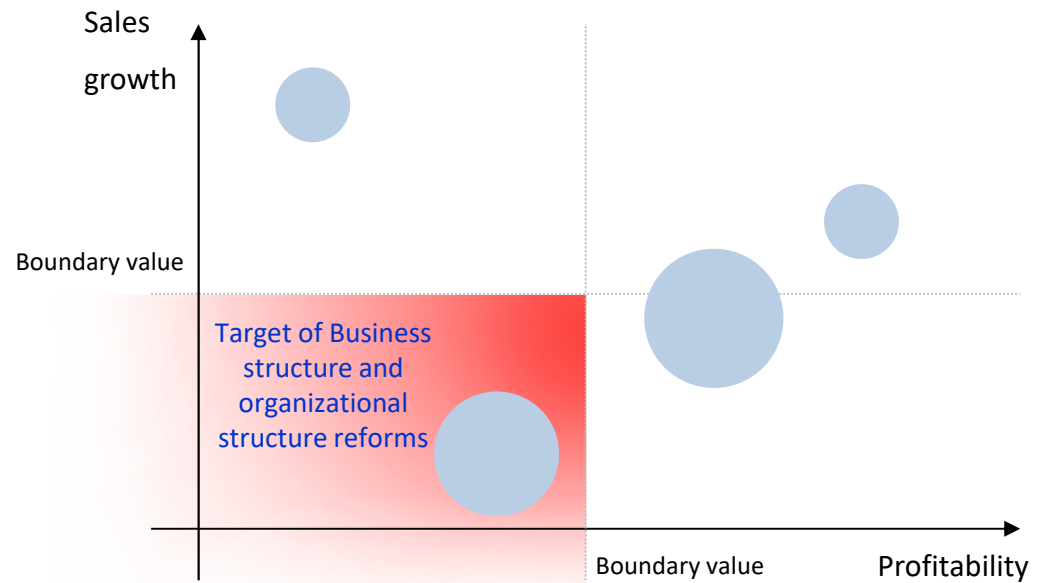 Sales
growth
Boundary value
Target of Business
structure and
organizational
structure reforms
Boundary value
Profitability